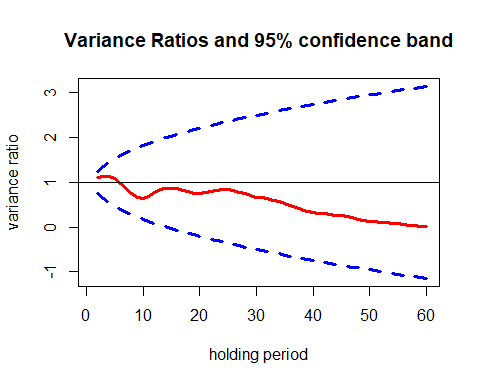 Variance Ratios and 95% confidence band
variance ratio
3
2
1
0
-1
0 10 20 30 40 50 60
holding period